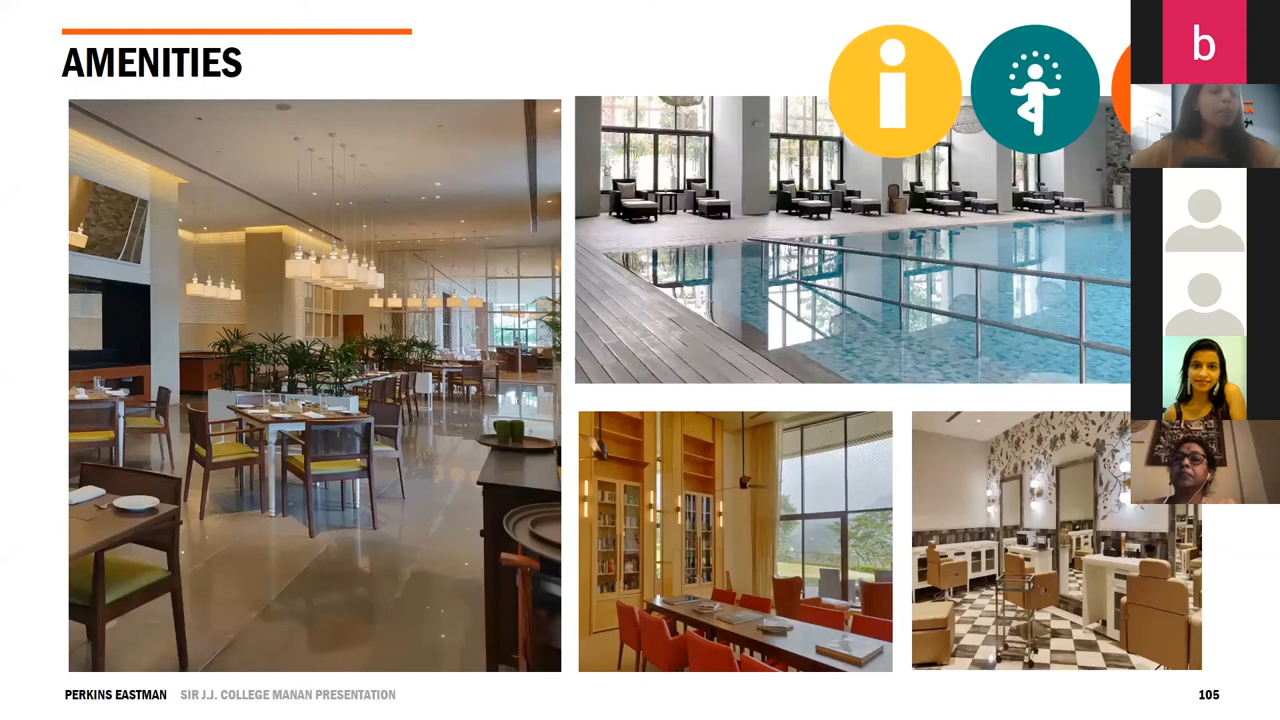 AMENITIES
i
b
PERKINS EASTMAN SIR J.J. COLLEGE MANAN PRESENTATION
105